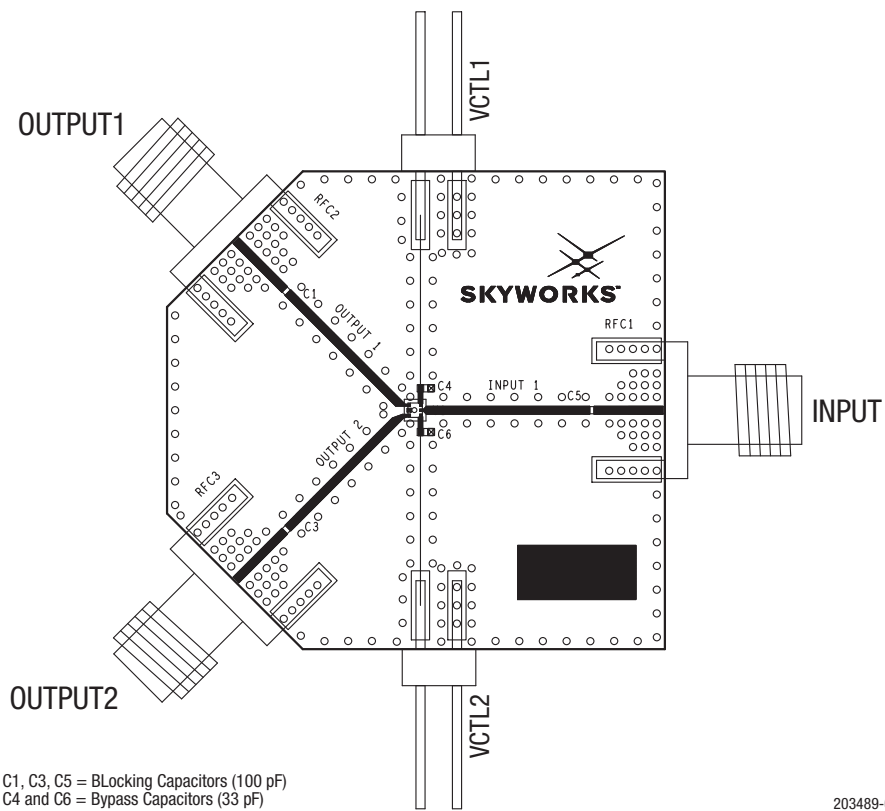 VCTL1
OUTPUT1
RFC2
C1
SKYWORKS
OUTPUT 1
RFC1
C4
INPUT 1
C5
INPUT
C6
OUTPUT 2
RFC3
C3
OUTPUT2
VCTL2
C1, C3, C5 = BLocking Capacitors (100 pF)
C4 and C6 = Bypass Capacitors (33 pF)